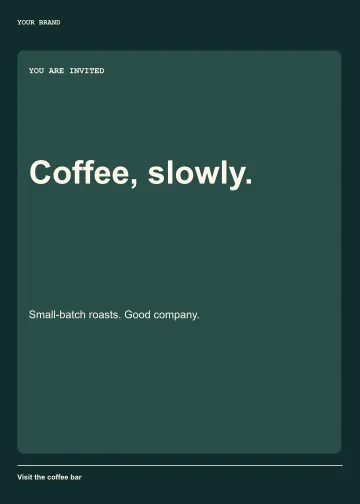 YOUR BRAND
YOU ARE INVITED
Coffee, slowly.
Small-batch roasts. Good company.
Visit the coffee bar